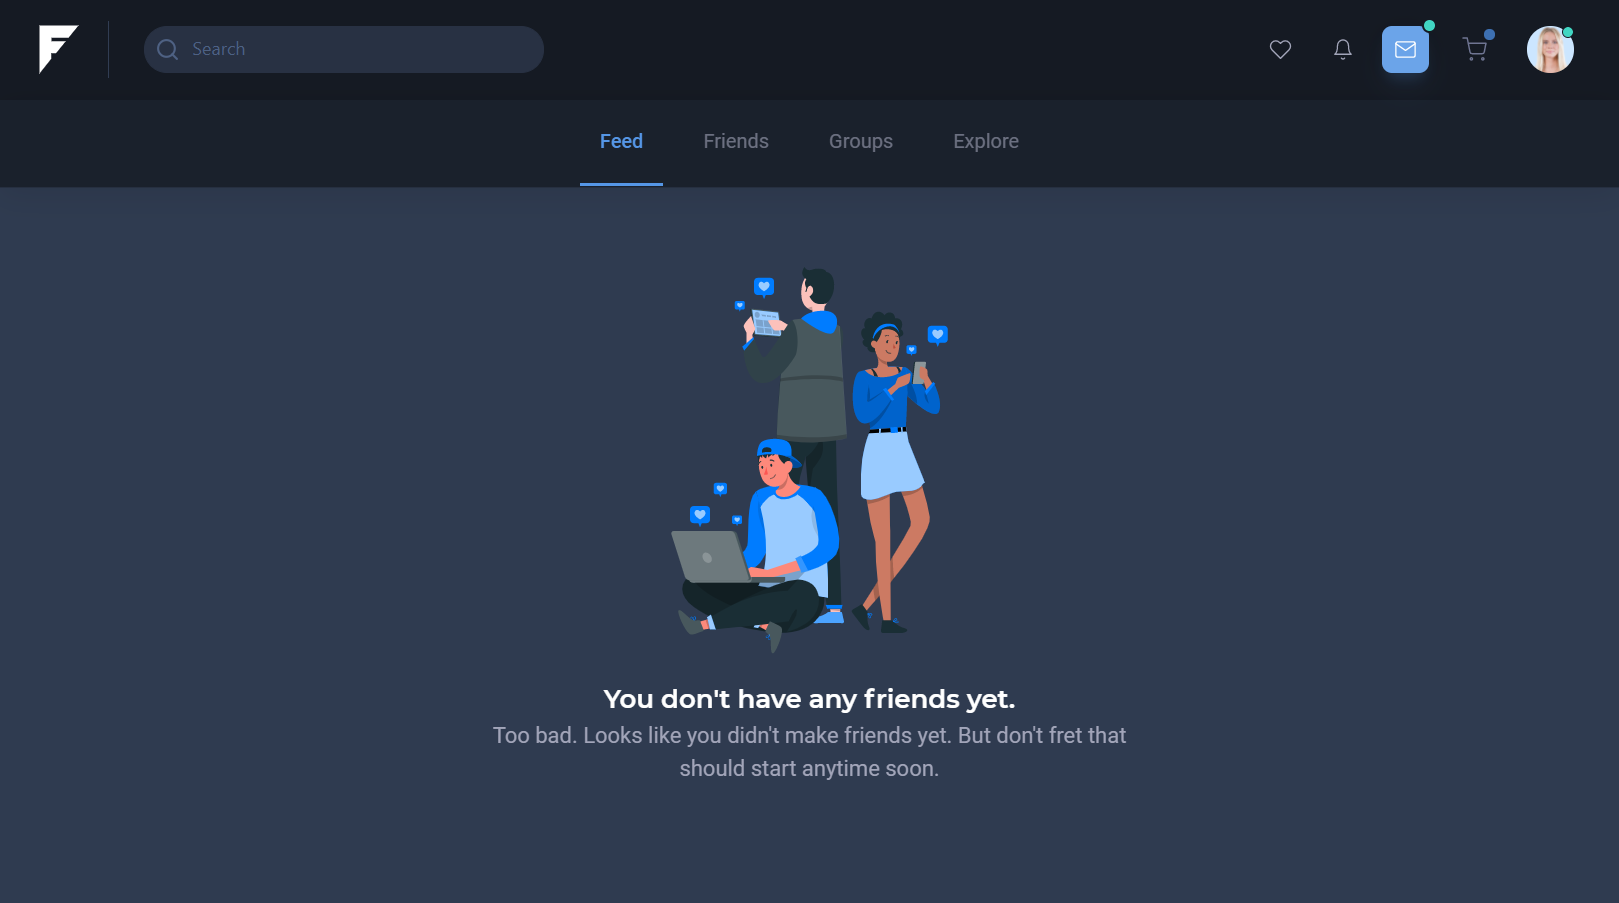 Search
Feed
Friends
Groups
Explore
You don't have any friends yet.
Too bad. Looks like you didn't make friends yet. But don't fret that
should start anytime soon.